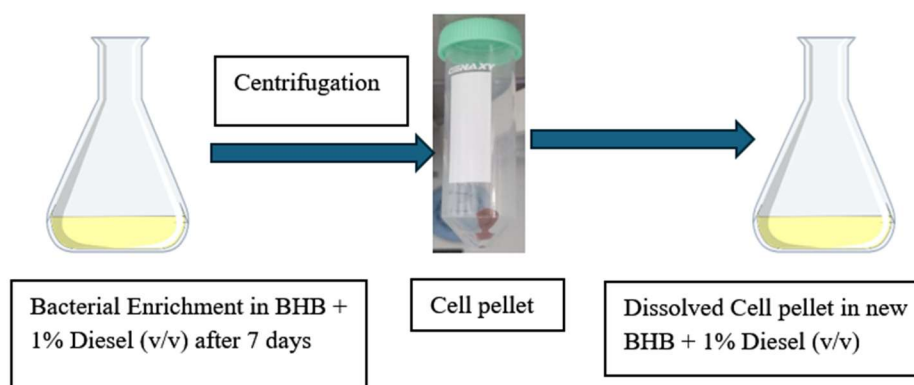 Centrifugation
Bacterial Enrichment in BHB +
1% Diesel (v/v) after 7 days
Cell pellet
Dissolved Cell pellet in new
BHB + 1% Diesel (v/v)